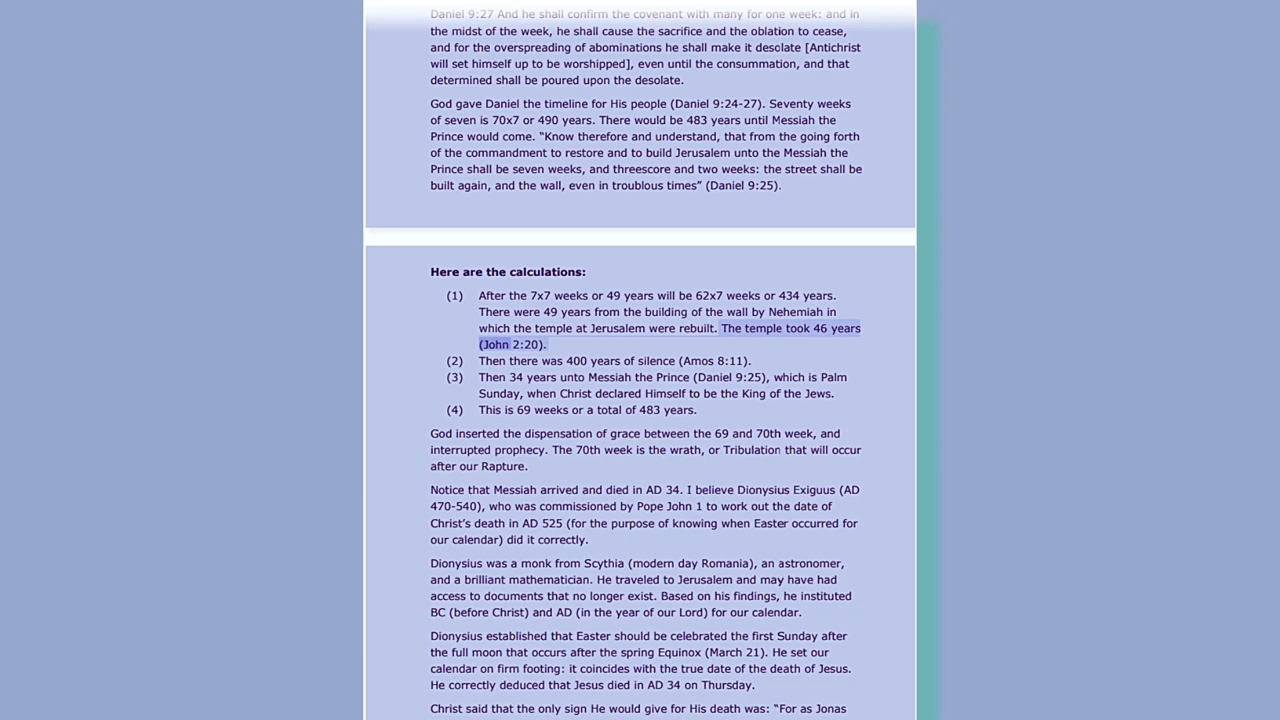 Daniel 9:27 And he shall confirm the covenant with many for one week: and in
the midst of the week, he shall cause the sacrifice and the oblation to cease,
and for the overspreading of abominations he shall make it desolate [Antichrist
will set himself up to be worshipped], even until the consummation, and that
determined shall be poured upon the desolate.
God gave Daniel the timeline for His people (Daniel 9:24-27). Seventy weeks
of seven is 70x7 or 490 years. There would be 483 years until Messiah the
Prince would come. “Know therefore and understand, that from the going forth
of the commandment to restore and to build Jerusalem unto the Messiah the
Prince shall be seven weeks, and threescore and two weeks: the street shall be
built again, and the wall, even in troublous times” (Daniel 9:25).
Here are the calculations:
(1) After the 7x7 weeks or 49 years will be 62x7 weeks or 434 years.
There were 49 years from the building of the wall by Nehemiah in
which the temple at Jerusalem were rebuilt. The temple took 46 years
(John 2:20).
(2) Then there was 400 years of silence (Amos 8:11).
(3) Then 34 years unto Messiah the Prince (Daniel 9:25), which is Palm
Sunday, when Christ declared Himself to be the King of the Jews.
(4) This is 69 weeks or a total of 483 years.
God inserted the dispensation of grace between the 69 and 70th week, and
interrupted prophecy. The 70th week is the wrath, or Tribulation that will occur
after our Rapture.
Notice that Messiah arrived and died in AD 34. I believe Dionysius Exiguus (AD
470-540), who was commissioned by Pope John 1 to work out the date of
Christ’s death in AD 525 (for the purpose of knowing when Easter occurred for
our calendar) did it correctly.
Dionysius was a monk from Scythia (modern day Romania), an astronomer,
and a brilliant mathematician. He traveled to Jerusalem and may have had
access to documents that no longer exist. Based on his findings, he instituted
BC (before Christ) and AD (in the year of our Lord) for our calendar.
Dionysius established that Easter should be celebrated the first Sunday after
the full moon that occurs after the spring Equinox (March 21). He set our
calendar on firm footing: it coincides with the true date of the death of Jesus.
He correctly deduced that Jesus died in AD 34 on Thursday.
Christ said that the only sign He would give for His death was: “For as Jonas